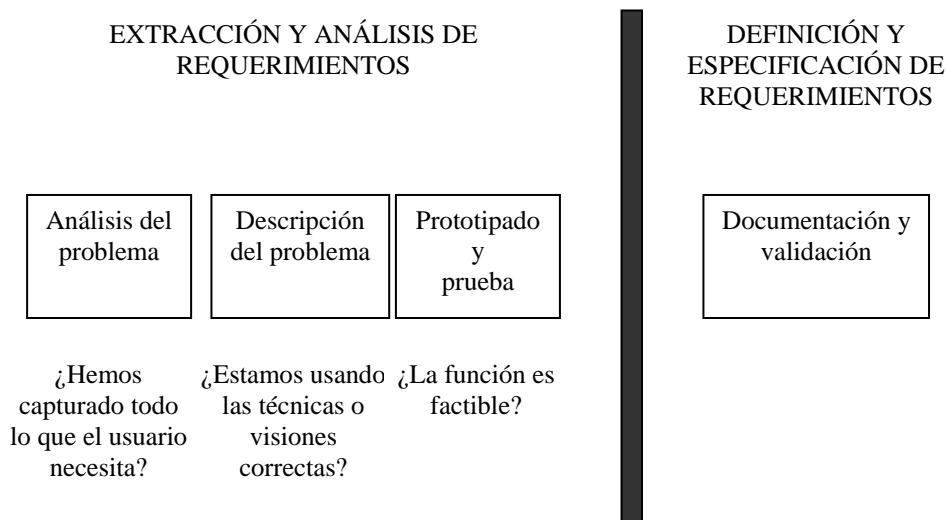 EXTRACCIÓN Y ANÁLISIS DE
REQUERIMIENTOS
DEFINICIÓN Y
ESPECIFICACIÓN DE
REQUERIMIENTOS
Análisis del
problema
Descripción
del problema
Prototipado
y
prueba
Documentación y
validación
¿Hemos
capturado todo
lo que el usuario
necesita?
¿Estamos usando
las técnicas o
visiones
correctas?
¿La función es
factible?